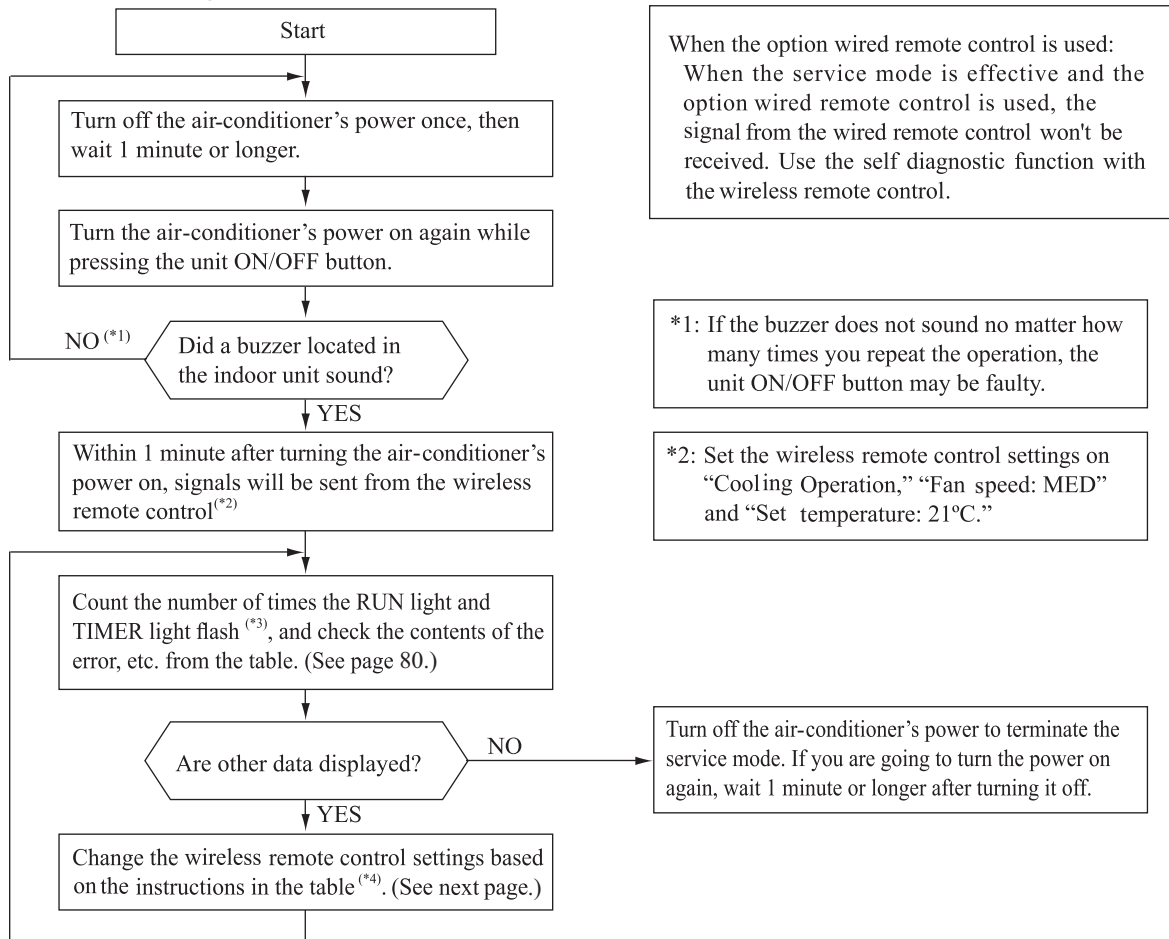 Start
Turn off the air-conditioner's power once, then
wait 1 minute or longer.
Turn the air-conditioner's power on again while
pressing the unit ON/OFF button.
NO (*1)
Did a buzzer located in
the indoor unit sound?
YES
Within 1 minute after turning the air-conditioner's
power on, signals will be sent from the wireless
remote control(*2)
Count the number of times the RUN light and
TIMER light flash (*3), and check the contents of the
error, etc. from the table. (See page 80.)
Are other data displayed?
NO
Turn off the air-conditioner's power to terminate the
service mode. If you are going to turn the power on
again, wait 1 minute or longer after turning it off.
YES
Change the wireless remote control settings based
on the instructions in the table(*4). (See next page.)
When the option wired remote control is used:
When the service mode is effective and the
option wired remote control is used, the
signal from the wired remote control won't be
received. Use the self diagnostic function with
the wireless remote control.
*1: If the buzzer does not sound no matter how
many times you repeat the operation, the
unit ON/OFF button may be faulty.
*2: Set the wireless remote control settings on
“Cooling Operation,” “Fan speed: MED”
and “Set temperature: 21ºC.”